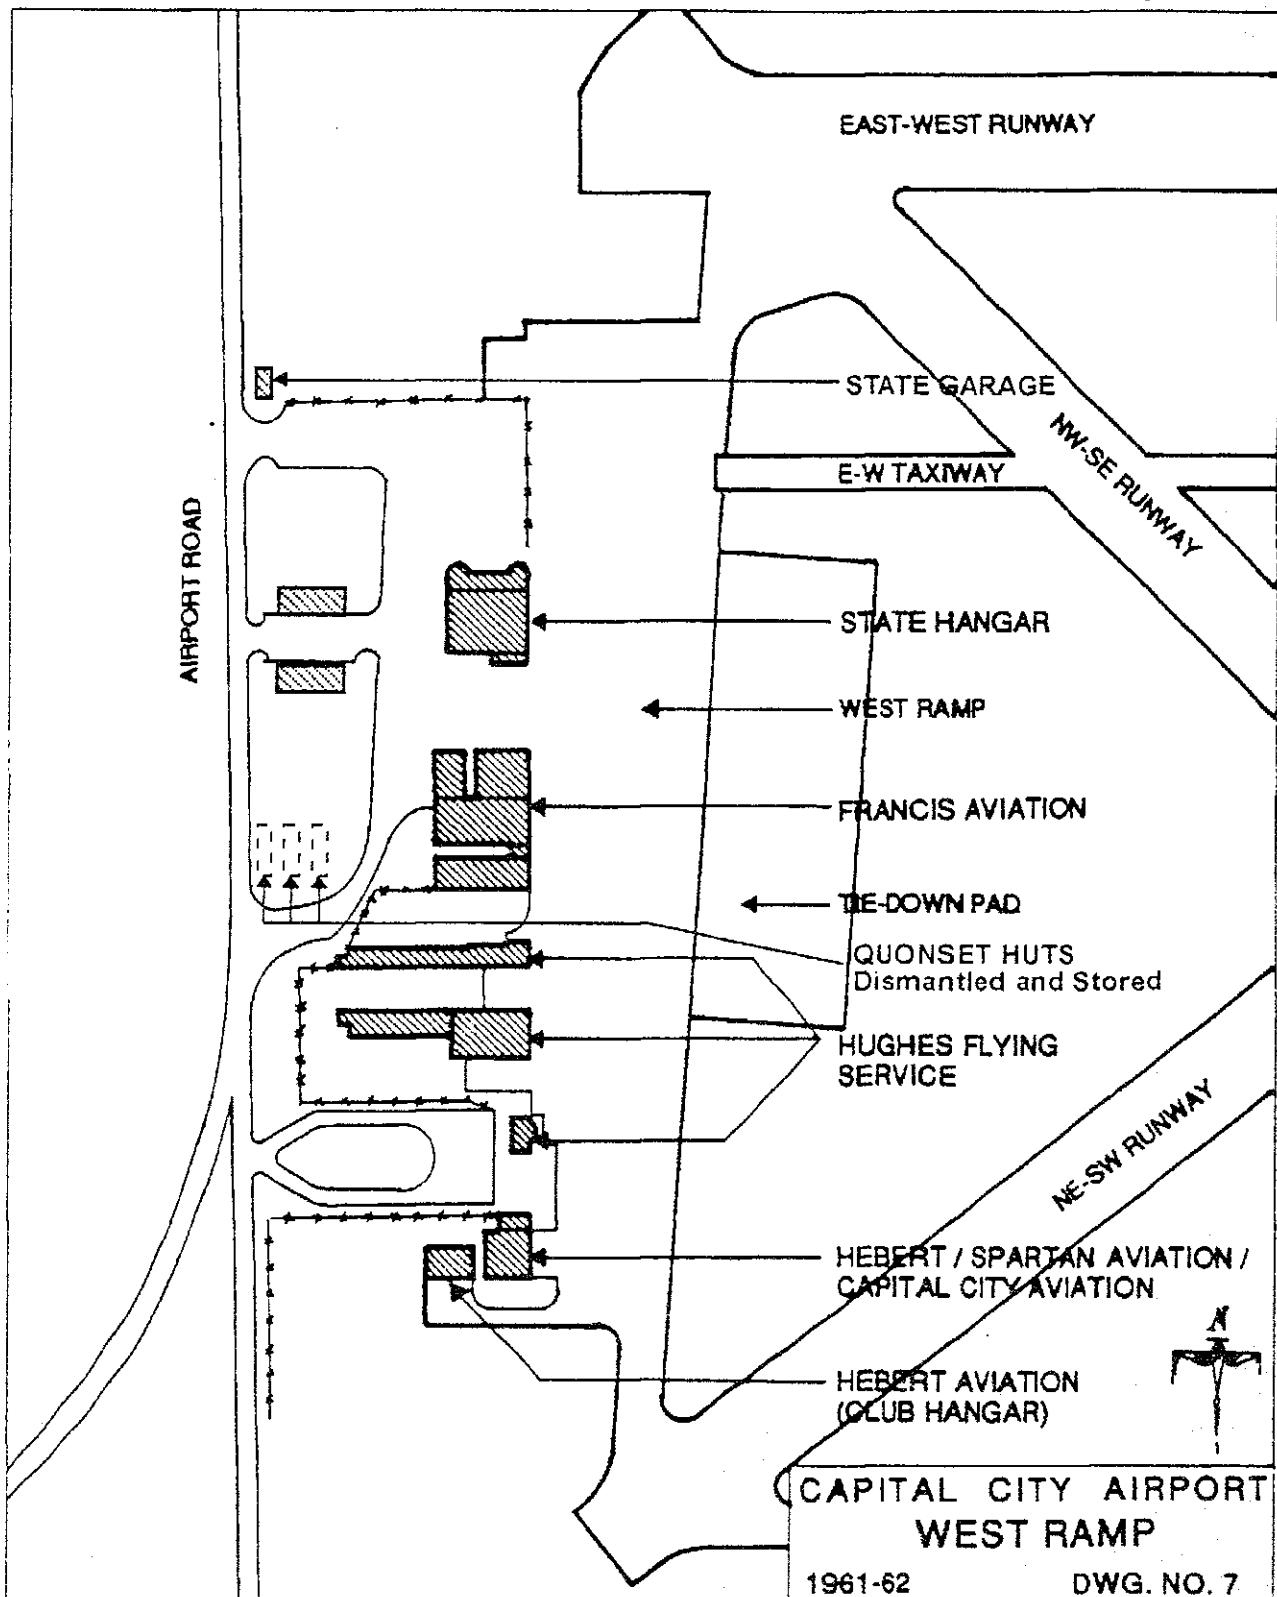 EAST-WEST RUNWAY
STATE GARAGE
NW-SE RUNWAY
E-W TAXIWAY
AIRPORT ROAD
STATE HANGAR
WEST RAMP
FRANCIS AVIATION
TIE-DOWN PAD
QUONSET HUTS
Dismantled and Stored
HUGHES FLYING
SERVICE
NE-SW RUNWAY
HEBERT / SPARTAN AVIATION /
CAPITAL CITY AVIATION
N
HEBERT AVIATION
(CLUB HANGAR)
CAPITAL CITY AIRPORT
WEST RAMP
1961-62 DWG. NO. 7